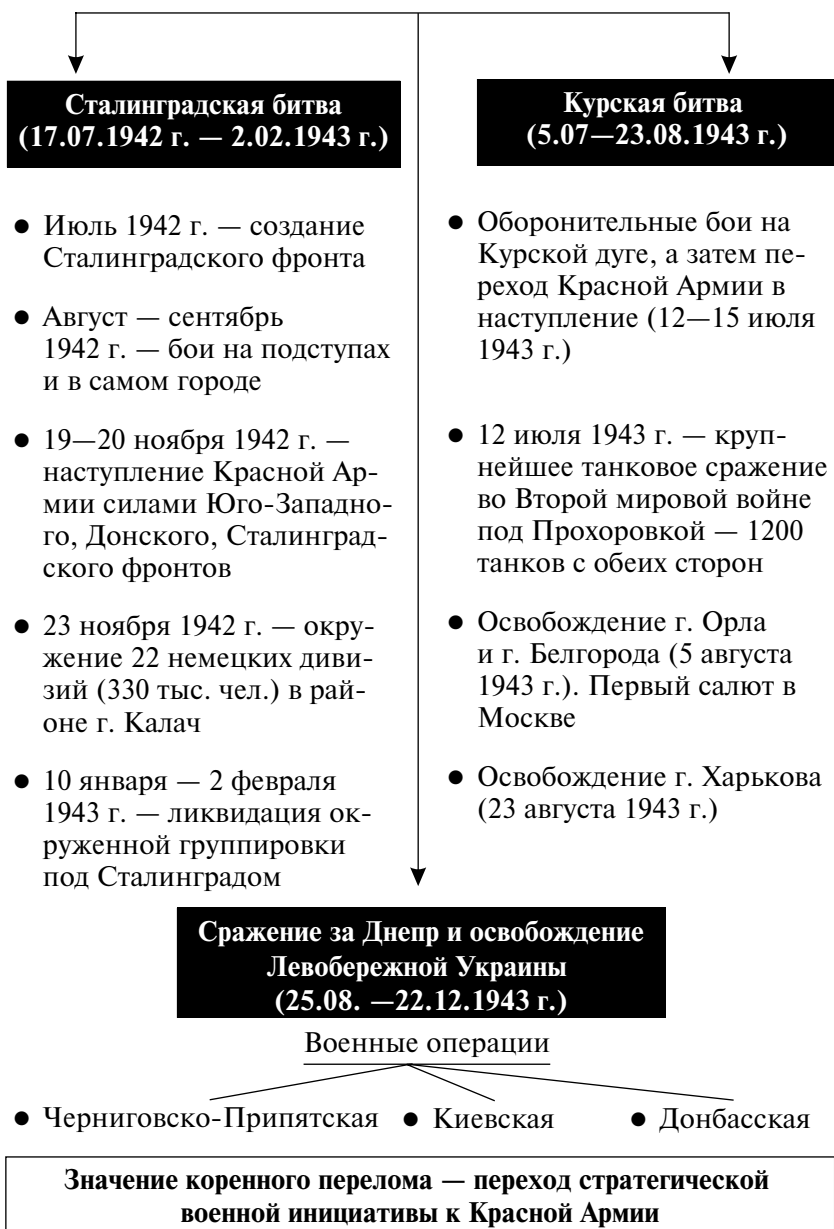 Сталинградская битва
(17.07.1942 г. — 2.02.1943 г.)
● Июль 1942 г. — создание
Сталинградского фронта
● Август — сентябрь
1942 г. — бои на подступах
и в самом городе
● 19—20 ноября 1942 г. —
наступление Красной Ар-
мии силами Юго-Западно-
го, Донского, Сталинград-
ского фронтов
● 23 ноября 1942 г. — окру-
жение 22 немецких диви-
зий (330 тыс. чел.) в рай-
оне г. Калач
● 10 января — 2 февраля
1943 г. — ликвидация ок-
руженной группировки
под Сталинградом
Курская битва
(5.07—23.08.1943 г.)
● Оборонительные бои на
Курской дуге, а затем пе-
реход Красной Армии в
наступление (12—15 июля
1943 г.)
● 12 июля 1943 г. — круп-
нейшее танковое сражение
во Второй мировой войне
под Прохоровкой — 1200
танков с обеих сторон
● Освобождение г. Орла
и г. Белгорода (5 августа
1943 г.). Первый салют в
Москве
● Освобождение г. Харькова
(23 августа 1943 г.)
Сражение за Днепр и освобождение
Левобережной Украины
(25.08. —22.12.1943 г.)
Военные операции
● Черниговско-Припятская ● Киевская ● Донбасская
Значение коренного перелома — переход стратегической
военной инициативы к Красной Армии